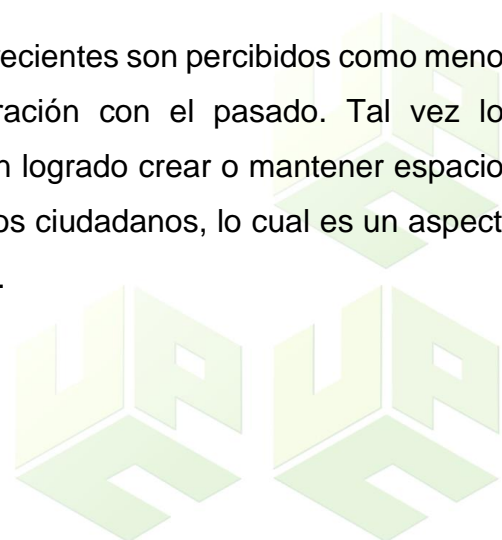 recientes son percibidos como meno
ración con el pasado. Tal vez lo
n logrado crear o mantener espacio
os ciudadanos, lo cual es un aspect
.